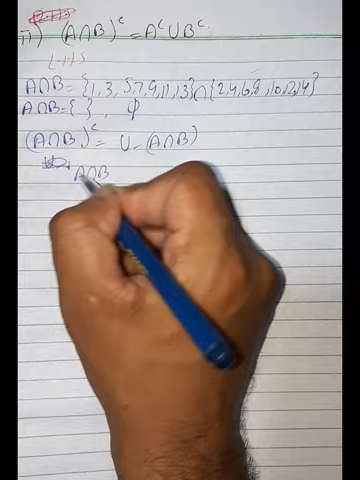 ii) (A∩B)ᶜ = Aᶜ∪Bᶜ
L.H.S
A∩B = {1, 3, 5, 7, 9, 11, 13}∩{2, 4, 6, 8, 10, 12, 14}
A∩B = { }, φ
(A∩B)ᶜ = U - (A∩B)
A∩B